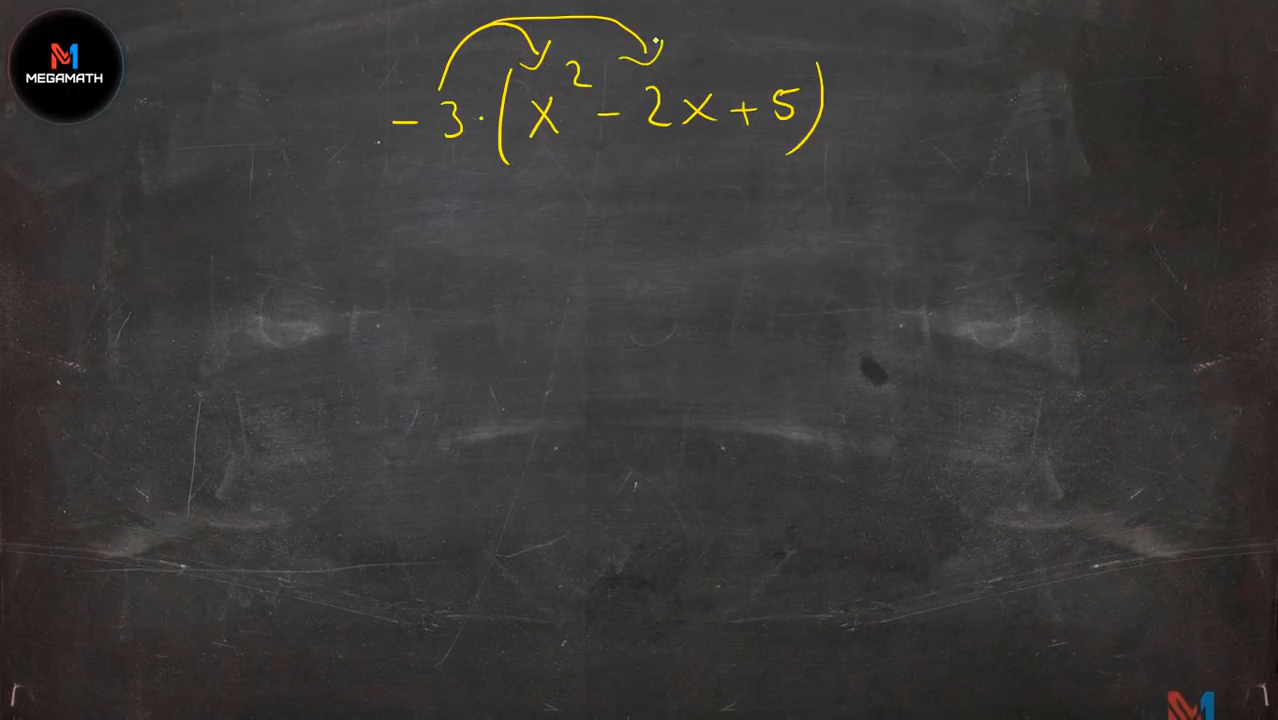 MEGAMATH
-3·(x² - 2x + 5)